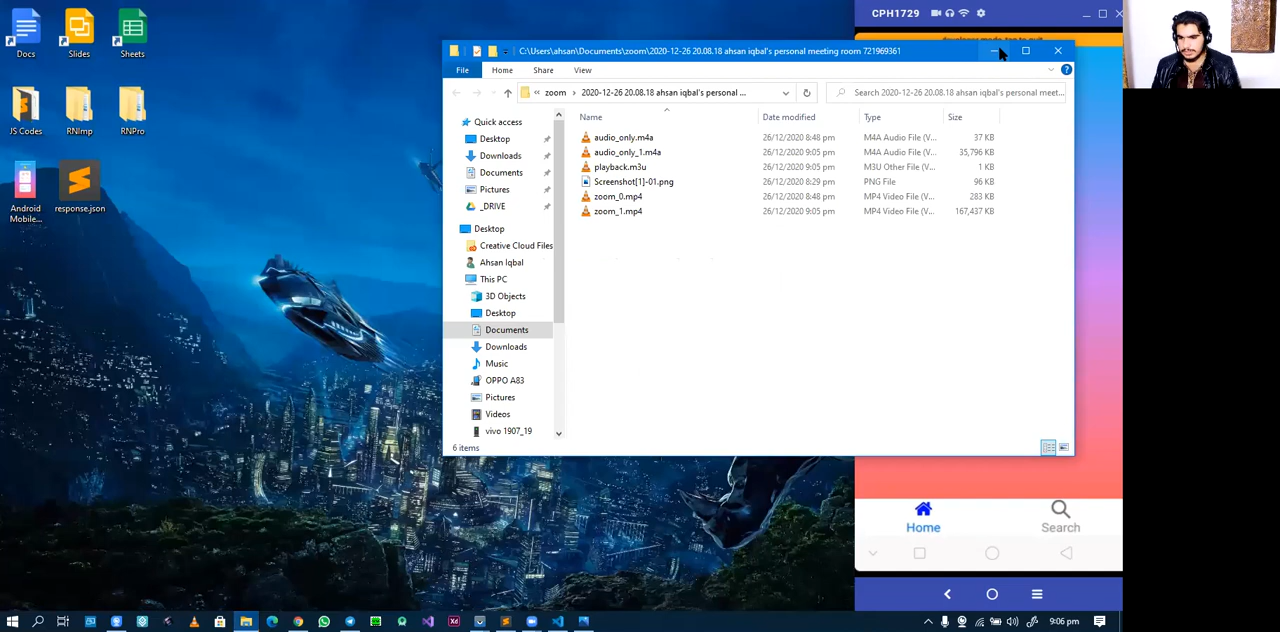 Docs
Slides
Sheets
JS Codes
RNImp
RNPro
Android Mobile...
response.json
C:\Users\ahsan\Documents\zoom\2020-12-26 20.08.18 ahsan iqbal's personal meeting room 721969361
File
Home
Share
View
« zoom › 2020-12-26 20.08.18 ahsan iqbal's personal ...
Search 2020-12-26 20.08.18 ahsan iqbal's personal meet...
Name
Date modified
Type
Size
audio_only.m4a 26/12/2020 8:48 pm M4A Audio File (V... 37 KB
audio_only_1.m4a 26/12/2020 9:05 pm M4A Audio File (V... 35,796 KB
playback.m3u 26/12/2020 9:05 pm M3U Other File (V... 1 KB
Screenshot[1]-01.png 26/12/2020 8:29 pm PNG File 96 KB
zoom_0.mp4 26/12/2020 8:48 pm MP4 Video File (V... 283 KB
zoom_1.mp4 26/12/2020 9:05 pm MP4 Video File (V... 167,437 KB
Quick access
Desktop
Downloads
Documents
Pictures
_DRIVE
Desktop
Creative Cloud Files
Ahsan Iqbal
This PC
3D Objects
Desktop
Documents
Downloads
Music
OPPO A83
Pictures
Videos
vivo 1907_19
6 items
CPH1729
Home
Search
9:06 pm